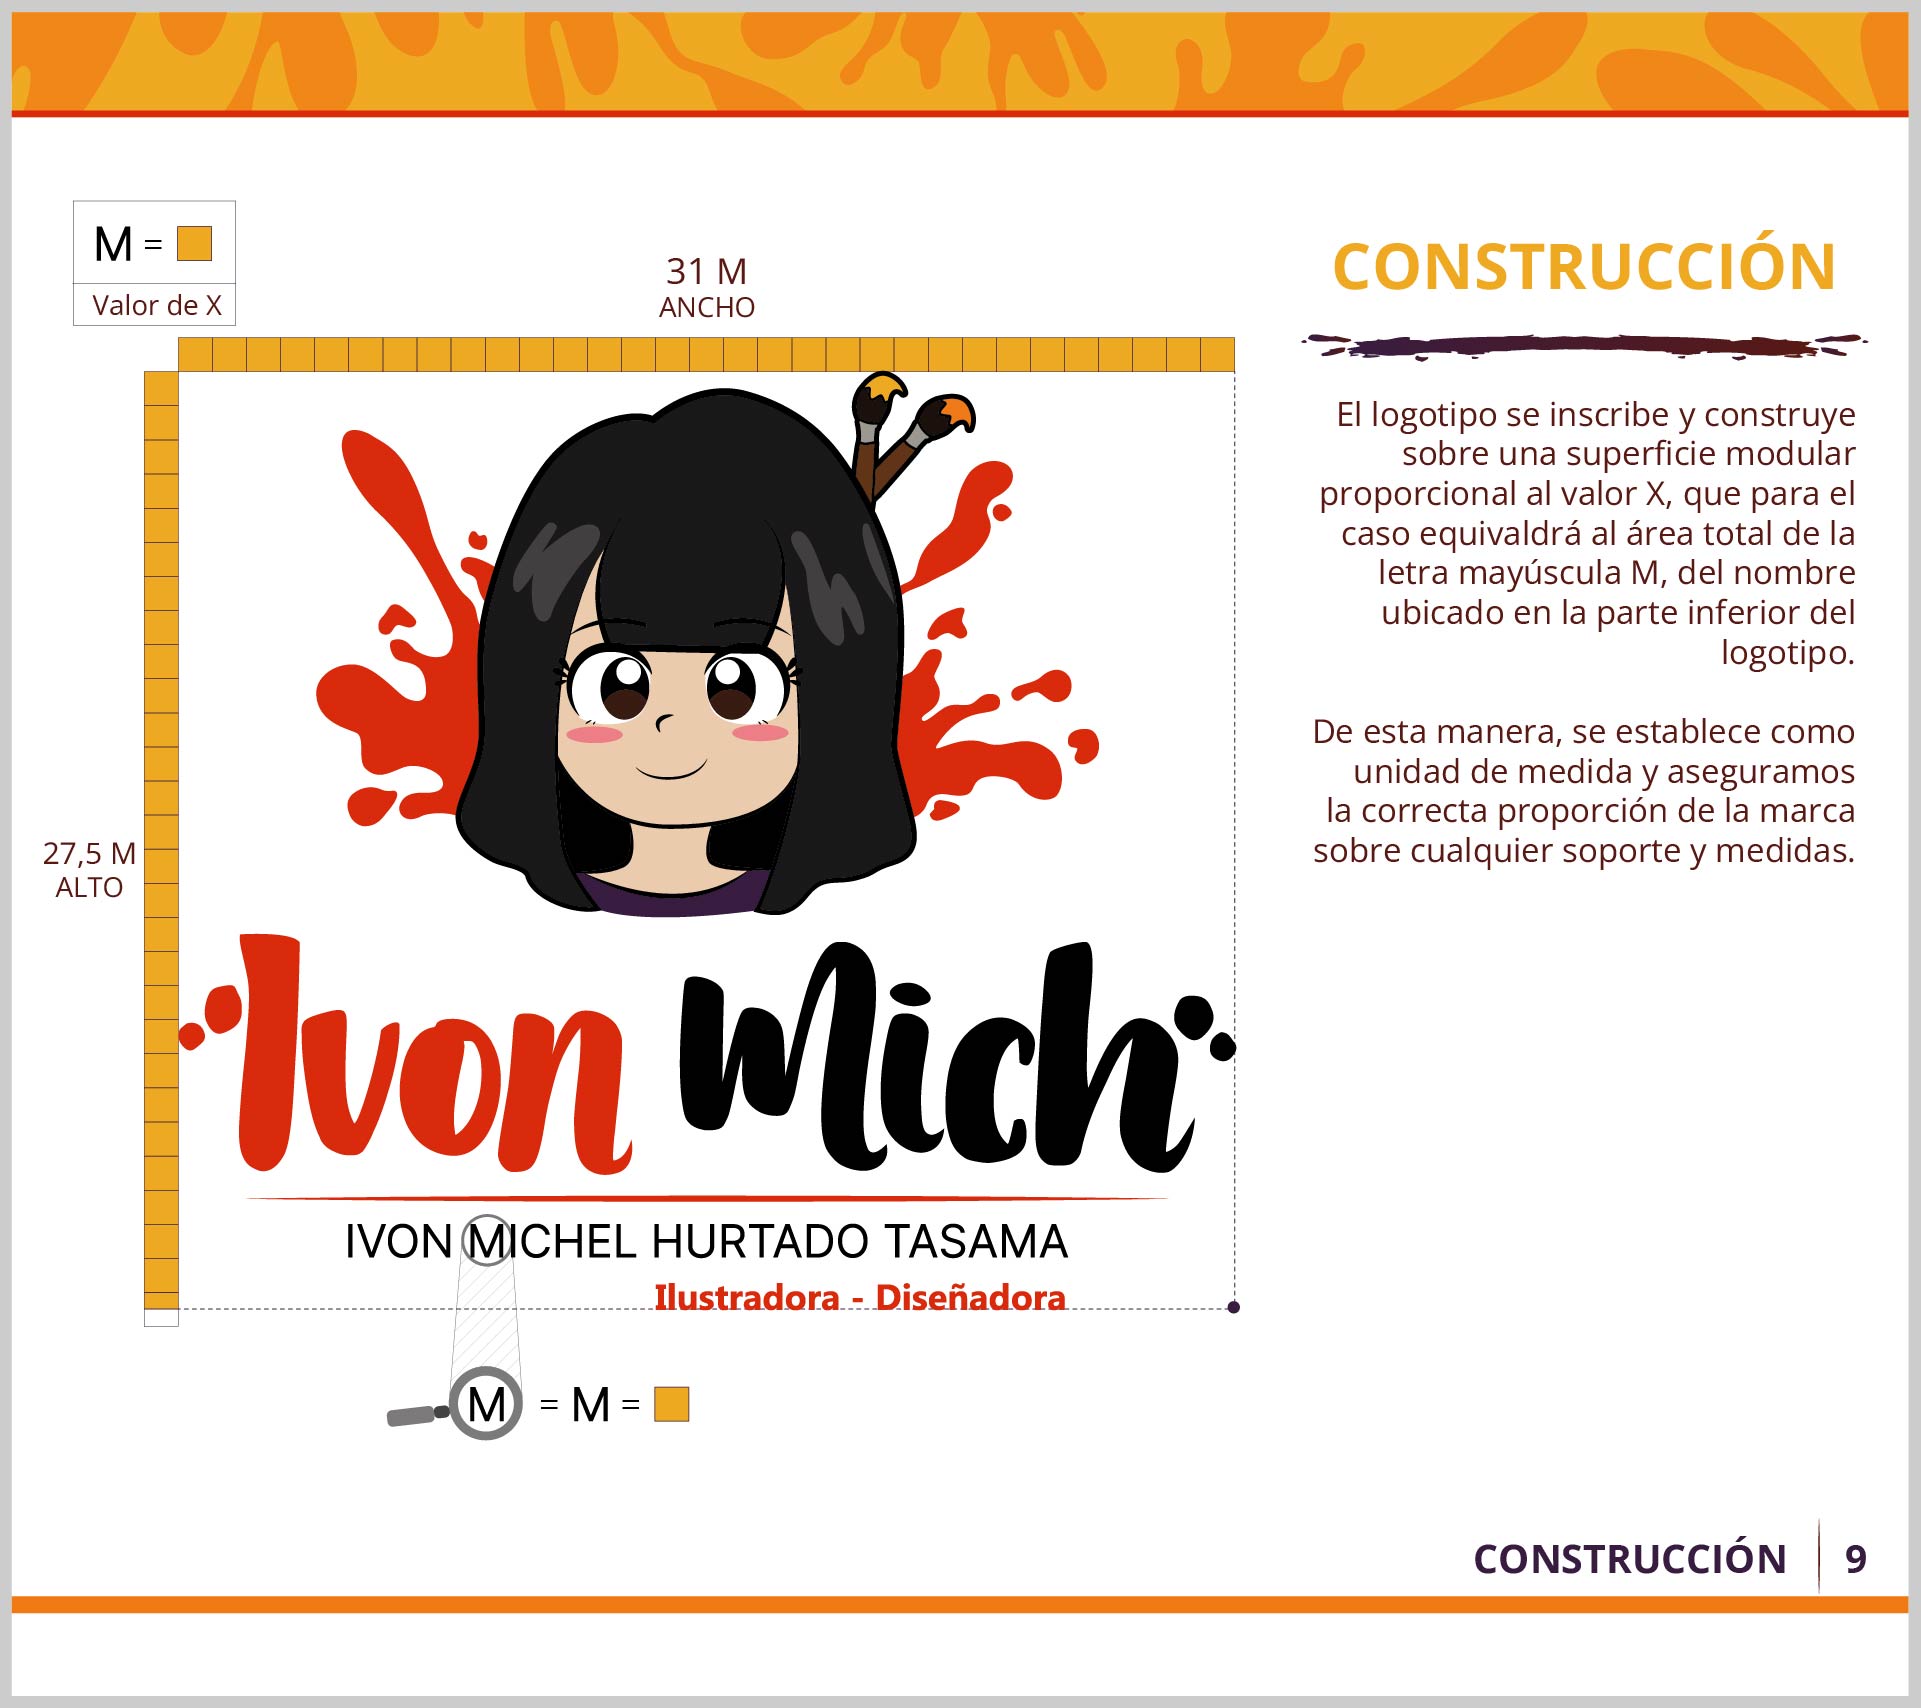 M =
Valor de X
31 M
ANCHO
27,5 M
ALTO
Ivon Mich
IVON MICHEL HURTADO TASAMA
Ilustradora - Diseñadora
M = M =
CONSTRUCCIÓN
El logotipo se inscribe y construye
sobre una superficie modular
proporcional al valor X, que para el
caso equivaldrá al área total de la
letra mayúscula M, del nombre
ubicado en la parte inferior del
logotipo.
De esta manera, se establece como
unidad de medida y aseguramos
la correcta proporción de la marca
sobre cualquier soporte y medidas.
CONSTRUCCIÓN 9